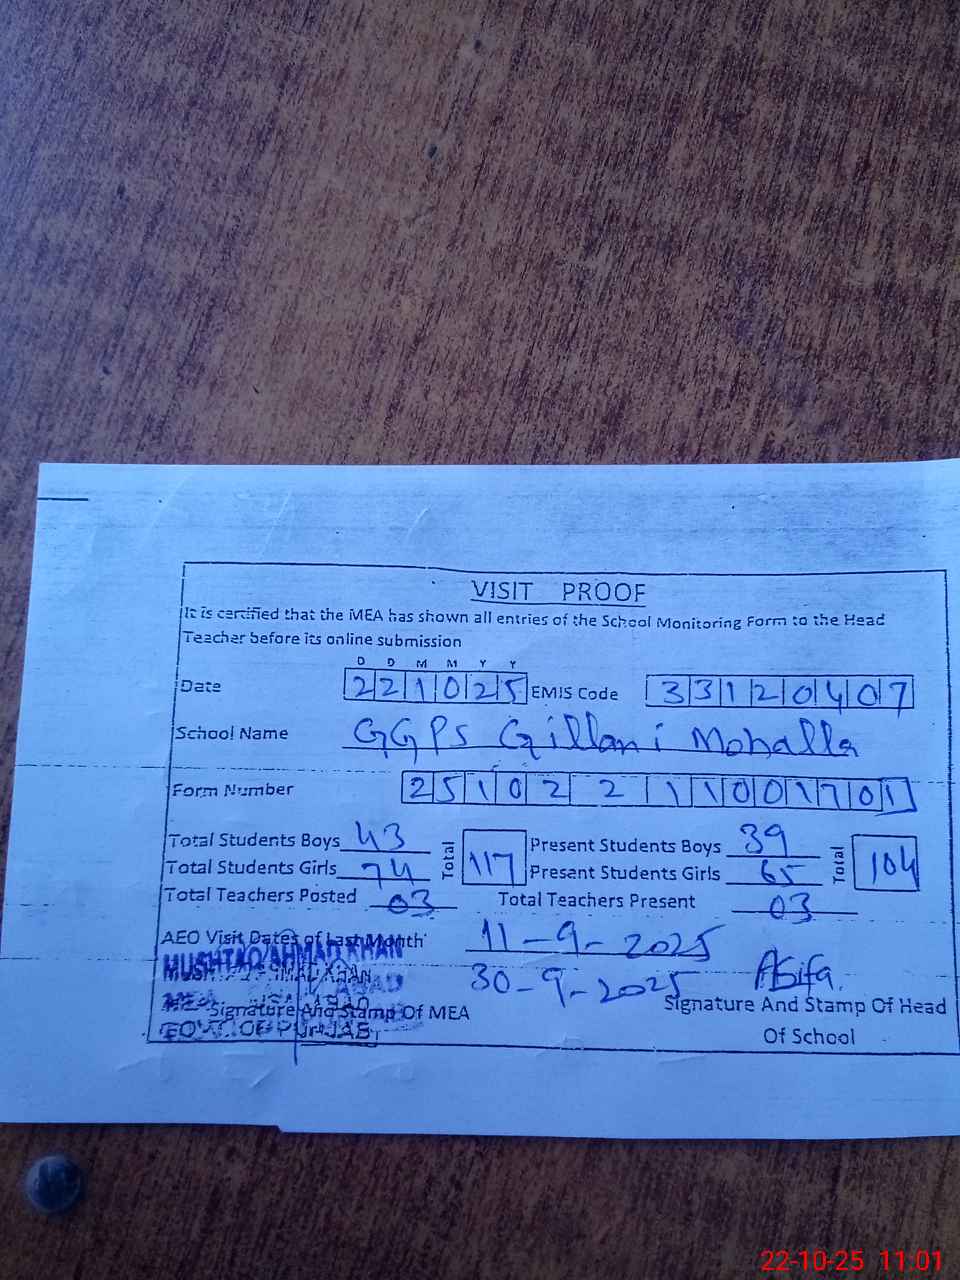 VISIT PROOF
It is certified that the MEA has shown all entries of the School Monitoring Form to the Head
Teacher before its online submission
D D M M Y Y
Date 2 2 1 0 2 5 EMIS Code 3 3 1 2 0 4 0 7
School Name GGPS Gillani Mohalla
Form Number 2 5 1 0 2 2 1 1 0 0 1 7 0 1
Total Students Boys 43 Total 117 Present Students Boys 39 Total 104
Total Students Girls 74 Present Students Girls 65
Total Teachers Posted 03 Total Teachers Present 03
AEO Visit Dates of Last Month 11-9-2025
30-9-2025
MUSHTAQ AHMAD KHAN
MEA
GOVT. OF PUNJAB
Asifa
Signature And Stamp Of MEA Signature And Stamp Of Head
Of School
22-10-25 11:01